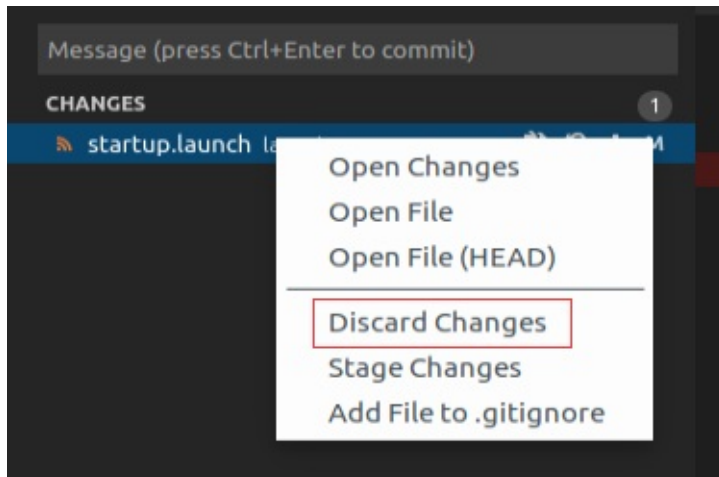 Message (press Ctrl+Enter to commit)
CHANGES 1
startup.launch M
Open Changes
Open File
Open File (HEAD)
Discard Changes
Stage Changes
Add File to .gitignore